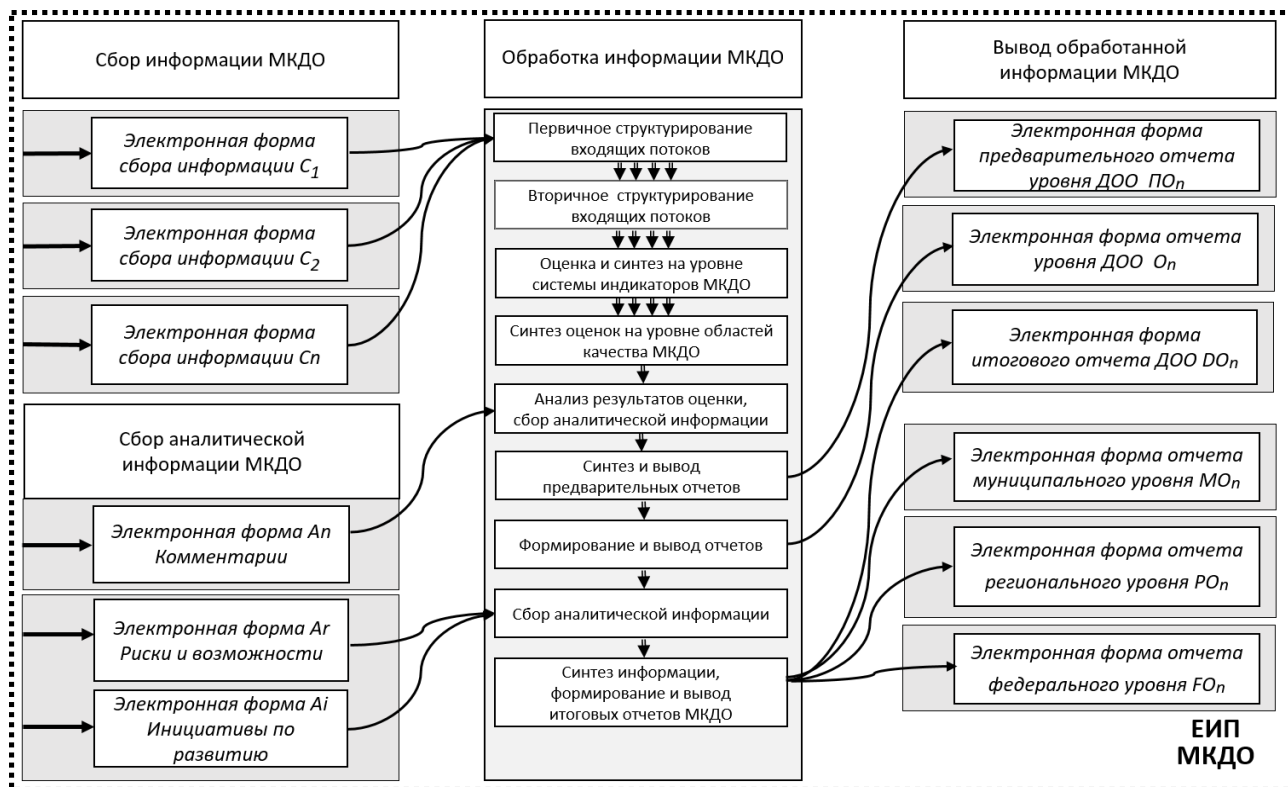 Сбор информации МКДО
Электронная форма
сбора информации C1
Электронная форма
сбора информации C2
Электронная форма
сбора информации Cn
Сбор аналитической
информации МКДО
Электронная форма An
Комментарии
Электронная форма Ar
Риски и возможности
Электронная форма Ai
Инициативы по
развитию
Обработка информации МКДО
Первичное структурирование
входящих потоков
Вторичное структурирование
входящих потоков
Оценка и синтез на уровне
системы индикаторов МКДО
Синтез оценок на уровне областей
качества МКДО
Анализ результатов оценки,
сбор аналитической информации
Синтез и вывод
предварительных отчетов
Формирование и вывод отчетов
Сбор аналитической информации
Синтез информации,
формирование и вывод
итоговых отчетов МКДО
Вывод обработанной
информации МКДО
Электронная форма
предварительного отчета
уровня ДОО ПОn
Электронная форма отчета
уровня ДОО Оn
Электронная форма
итогового отчета ДОО DOn
Электронная форма отчета
муниципального уровня МОn
Электронная форма отчета
регионального уровня РОn
Электронная форма отчета
федерального уровня FOn
ЕИП
МКДО